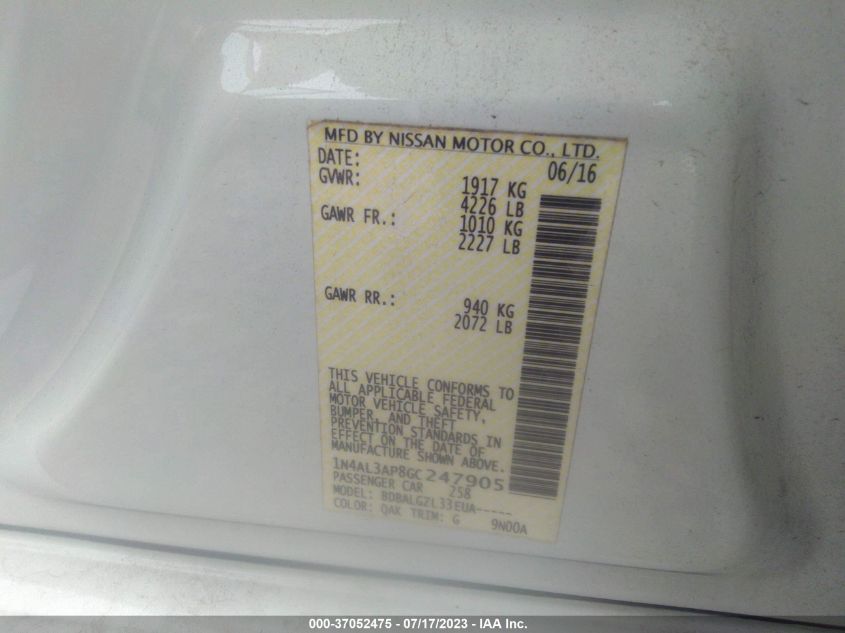 MFD BY NISSAN MOTOR CO., LTD.
DATE: 06/16
GVWR: 1917 KG
4226 LB
GAWR FR.: 1010 KG
2227 LB
GAWR RR.: 940 KG
2072 LB
THIS VEHICLE CONFORMS TO
ALL APPLICABLE FEDERAL
MOTOR VEHICLE SAFETY,
BUMPER, AND THEFT
PREVENTION STANDARDS IN
EFFECT ON THE DATE OF
MANUFACTURE SHOWN ABOVE.
1N4AL3AP8GC247905
PASSENGER CAR 258
MODEL: BDBALGZL33EUA-----
COLOR: QAK TRIM: G 9N00A
000-37052475 - 07/17/2023 - IAA Inc.